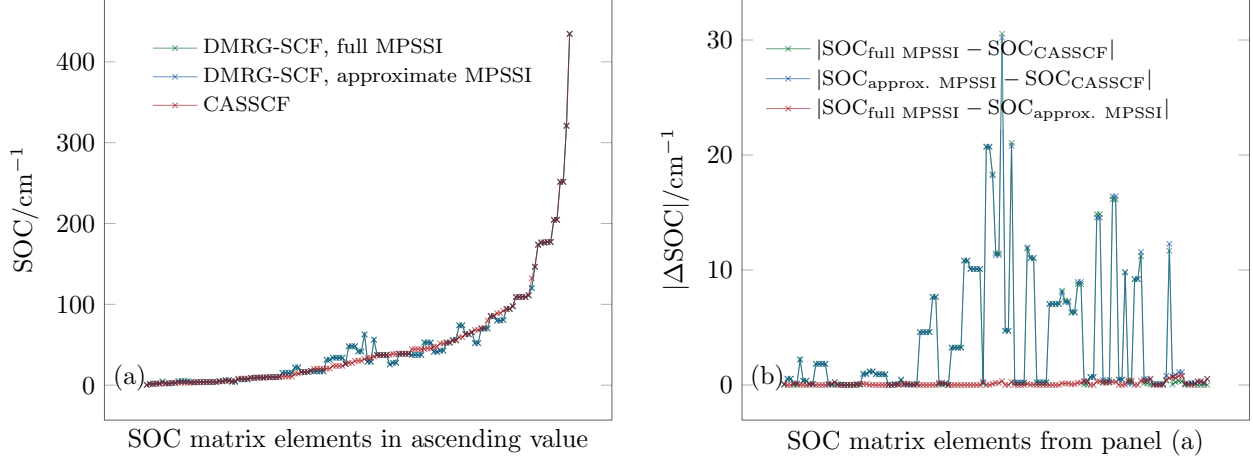 400
300
200
100
0
SOC/cm⁻¹
DMRG-SCF, full MPSSI
DMRG-SCF, approximate MPSSI
CASSCF
(a)
SOC matrix elements in ascending value
30
20
10
0
|ΔSOC|/cm⁻¹
|SOC_full MPSSI − SOC_CASSCF|
|SOC_approx. MPSSI − SOC_CASSCF|
|SOC_full MPSSI − SOC_approx. MPSSI|
(b)
SOC matrix elements from panel (a)